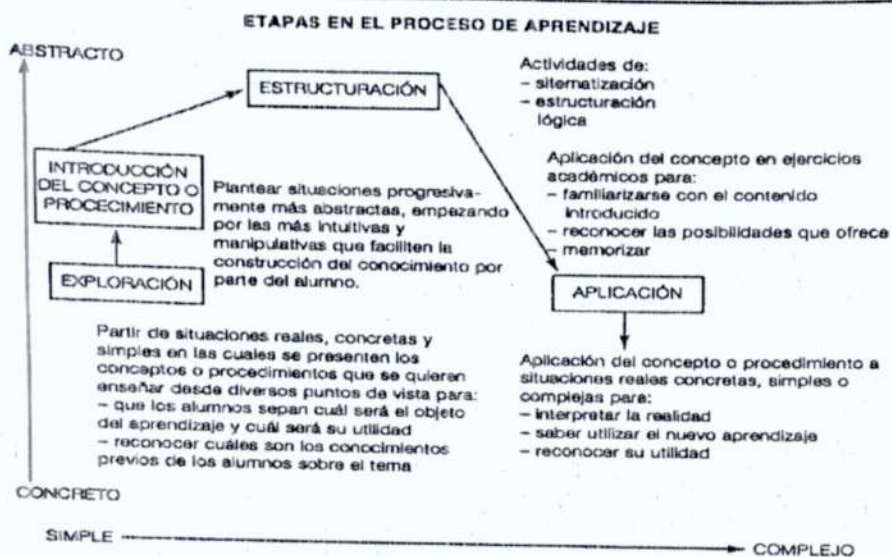 ETAPAS EN EL PROCESO DE APRENDIZAJE
ABSTRACTO
ESTRUCTURACIÓN
Actividades de:
– siternatización
– estructuración
lógica
INTRODUCCIÓN
DEL CONCEPTO O
PROCECIMIENTO
Plantear situaciones progresiva-
mente más abstractas, empezando
por las más intuitivas y
manipulativas que faciliten la
construcción del conocimiento por
parte del alumno.
Aplicación del concepto en ejercicios
académicos para:
– familiarizarse con el contenido
introducido
– reconocer las posibilidades que ofrece
– memorizar
EXPLORACIÓN
APLICACIÓN
Partir de situaciones reales, concretas y
simples en las cuales se presenten los
conceptos o procedimientos que se quieren
enseñar desde diversos puntos de vista para:
– que los alumnos sepan cuál será el objeto
del aprendizaje y cuál será su utilidad
– reconocer cuáles son los conocimientos
previos de los alumnos sobre el tema
Aplicación del concepto o procedimiento a
situaciones reales concretas, simples o
complejas para:
– interpretar la realidad
– saber utilizar el nuevo aprendizaje
– reconocer su utilidad
CONCRETO
SIMPLE
COMPLEJO